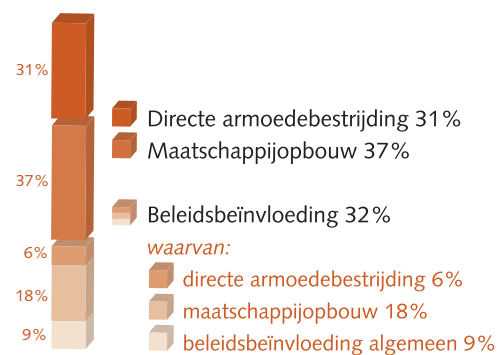 31%
37%
6%
18%
9%
Directe armoedebestrijding 31%
Maatschappijopbouw 37%
Beleidsbeïnvloeding 32%
waarvan:
directe armoedebestrijding 6%
maatschappijopbouw 18%
beleidsbeïnvloeding algemeen 9%